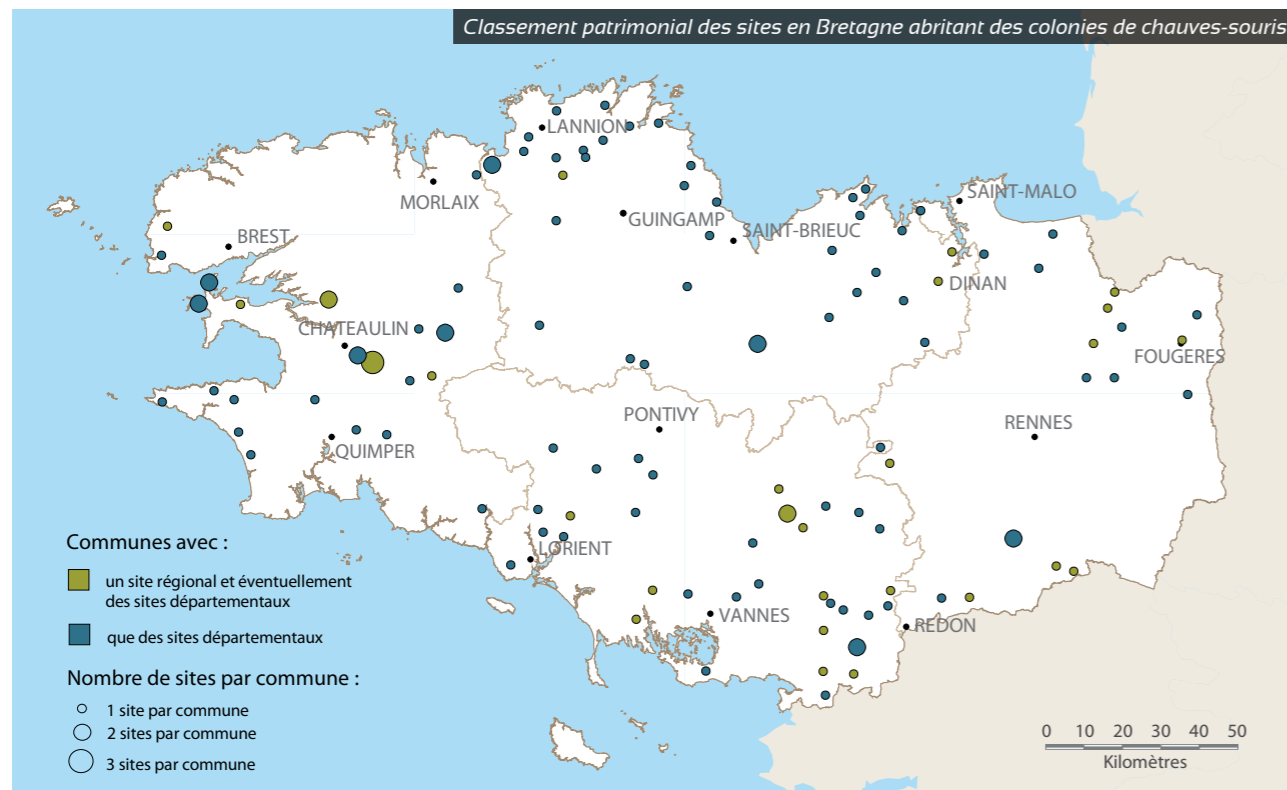 Classement patrimonial des sites en Bretagne abritant des colonies de chauves-souris
LANNION
MORLAIX
SAINT-MALO
GUINGAMP
SAINT-BRIEUC
BREST
DINAN
CHATEAULIN
FOUGERES
PONTIVY
RENNES
QUIMPER
LORIENT
VANNES
REDON
Communes avec :
un site régional et éventuellement
des sites départementaux
que des sites départementaux
Nombre de sites par commune :
1 site par commune
2 sites par commune
3 sites par commune
0 10 20 30 40 50
Kilomètres